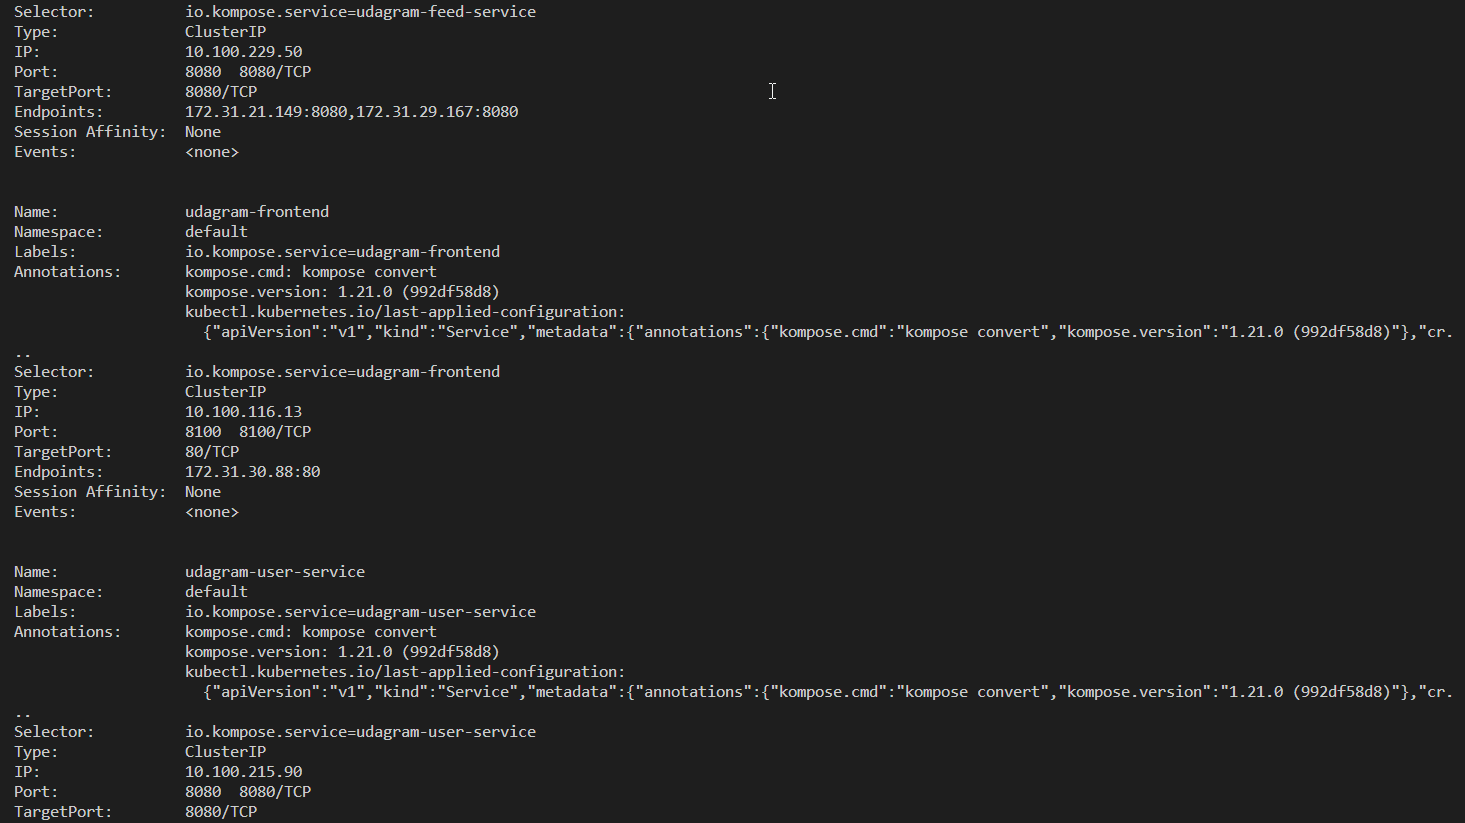 Selector:          io.kompose.service=udagram-feed-service
Type:              ClusterIP
IP:                10.100.229.50
Port:              8080  8080/TCP
TargetPort:        8080/TCP
Endpoints:         172.31.21.149:8080,172.31.29.167:8080
Session Affinity:  None
Events:            <none>
Name:              udagram-frontend
Namespace:         default
Labels:            io.kompose.service=udagram-frontend
Annotations:       kompose.cmd: kompose convert
                   kompose.version: 1.21.0 (992df58d8)
                   kubectl.kubernetes.io/last-applied-configuration:
                     {"apiVersion":"v1","kind":"Service","metadata":{"annotations":{"kompose.cmd":"kompose convert","kompose.version":"1.21.0 (992df58d8)"},"cr.
..
Selector:          io.kompose.service=udagram-frontend
Type:              ClusterIP
IP:                10.100.116.13
Port:              8100  8100/TCP
TargetPort:        80/TCP
Endpoints:         172.31.30.88:80
Session Affinity:  None
Events:            <none>
Name:              udagram-user-service
Namespace:         default
Labels:            io.kompose.service=udagram-user-service
Annotations:       kompose.cmd: kompose convert
                   kompose.version: 1.21.0 (992df58d8)
                   kubectl.kubernetes.io/last-applied-configuration:
                     {"apiVersion":"v1","kind":"Service","metadata":{"annotations":{"kompose.cmd":"kompose convert","kompose.version":"1.21.0 (992df58d8)"},"cr.
..
Selector:          io.kompose.service=udagram-user-service
Type:              ClusterIP
IP:                10.100.215.90
Port:              8080  8080/TCP
TargetPort:        8080/TCP